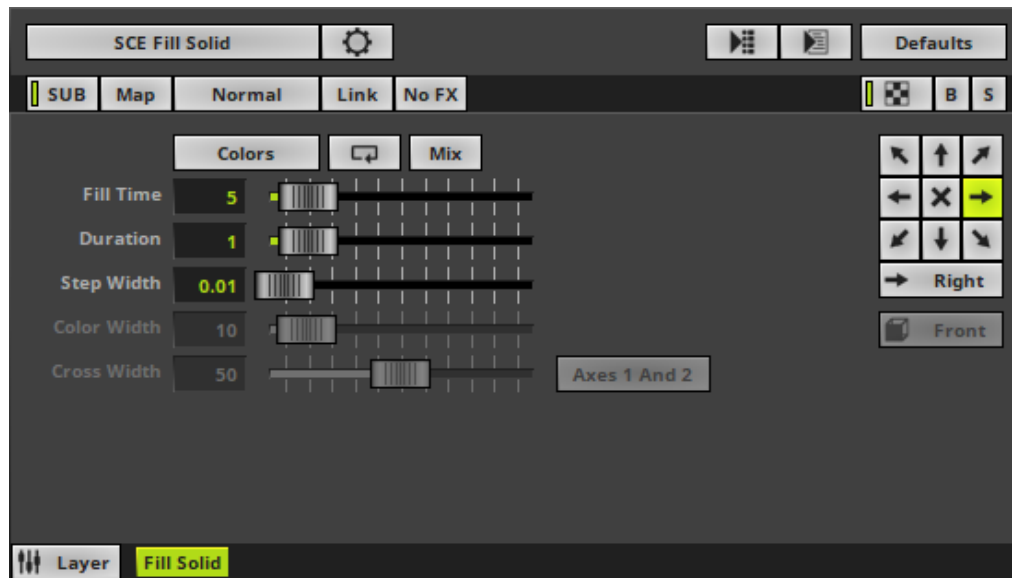 SCE Fill Solid Defaults
SUB Map Normal Link No FX B S
Colors Mix
Fill Time 5
Duration 1
Step Width 0.01
Right
Color Width 10
Front
Cross Width 50 Axes 1 And 2
Layer Fill Solid